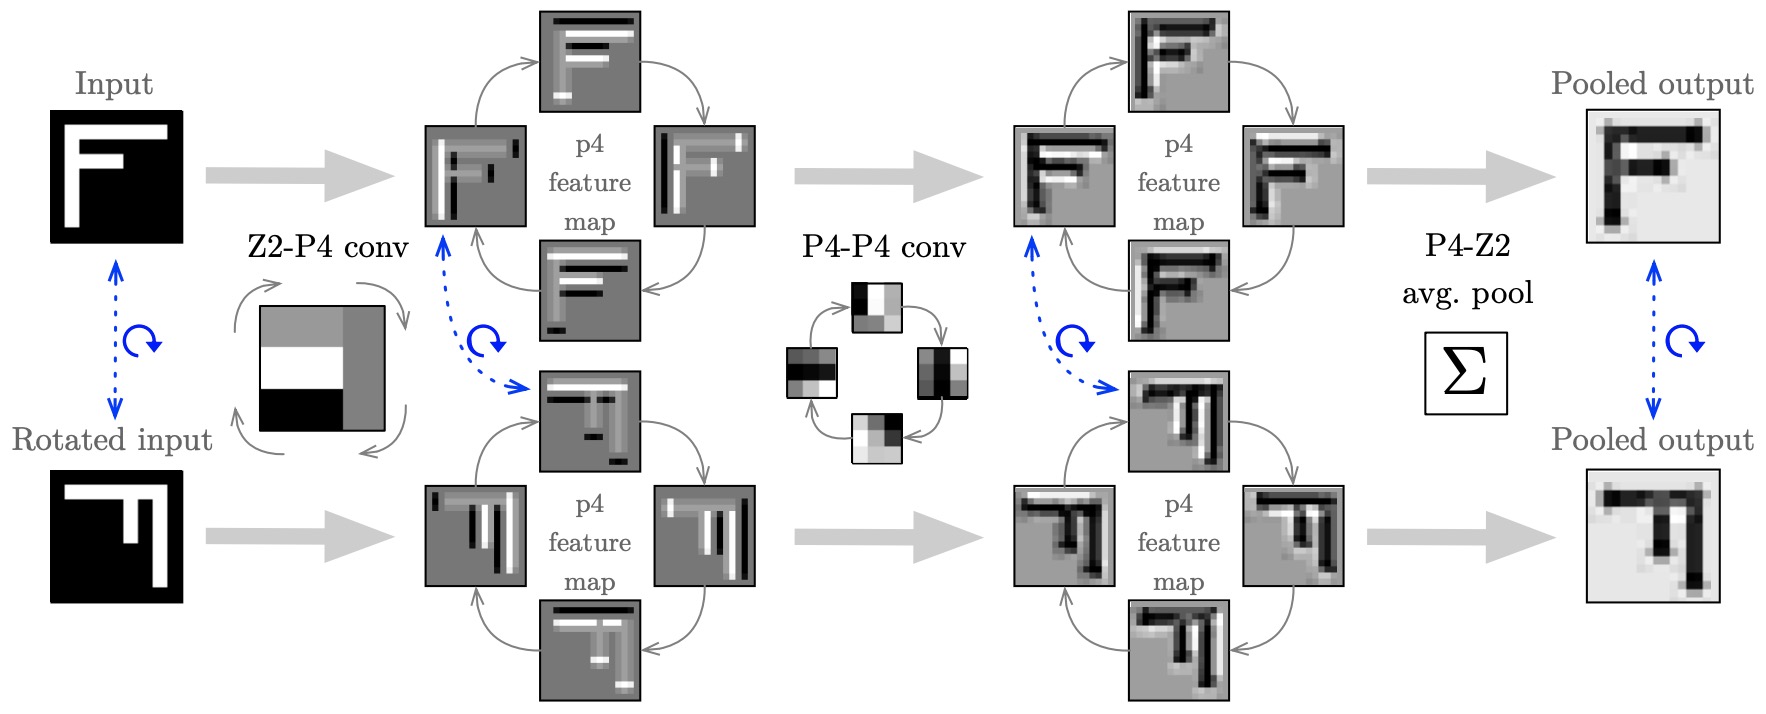 Input
Z2-P4 conv
Rotated input
p4
feature
map
p4
feature
map
P4-P4 conv
p4
feature
map
p4
feature
map
P4-Z2
avg. pool
Σ
Pooled output
Pooled output